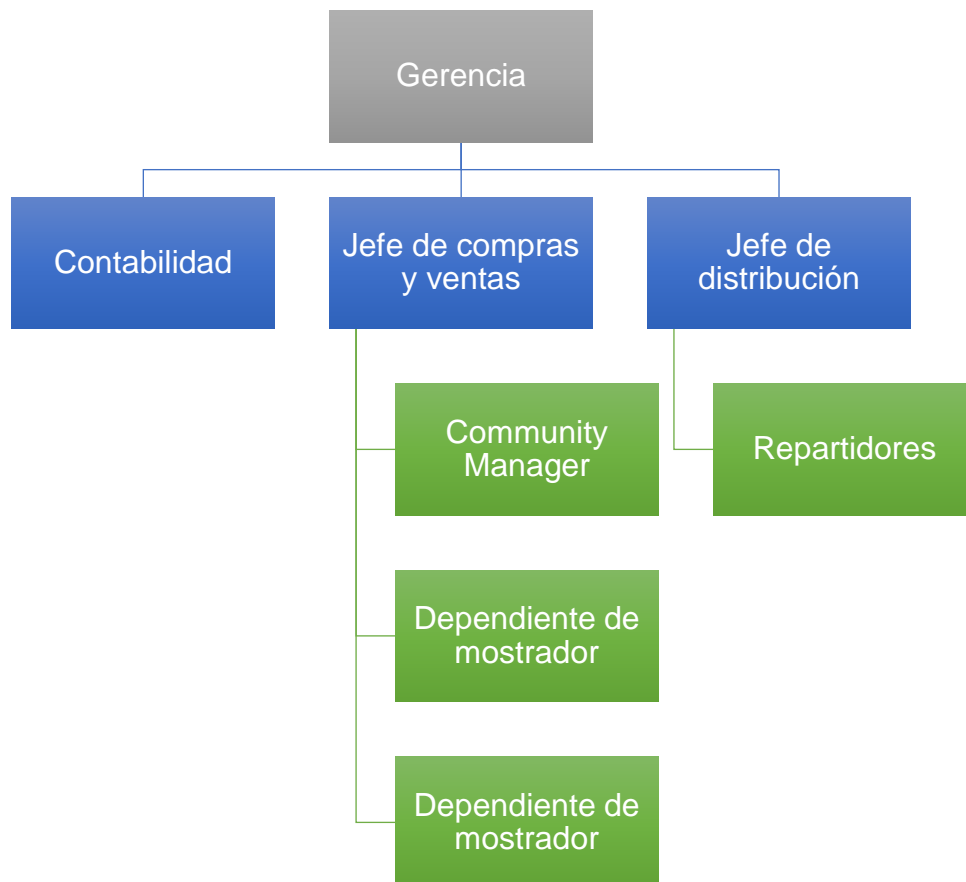 Gerencia
Contabilidad
Jefe de compras
y ventas
Jefe de
distribución
Community
Manager
Repartidores
Dependiente de
mostrador
Dependiente de
mostrador